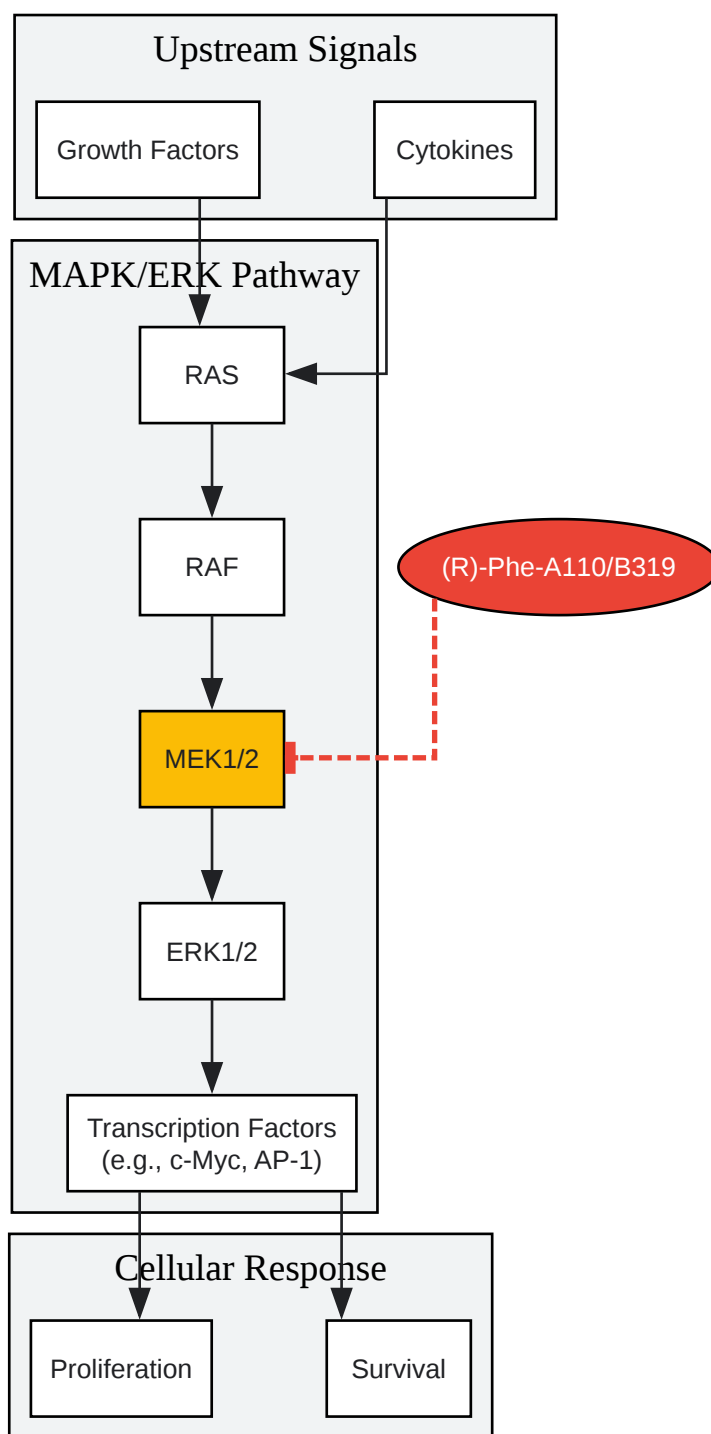 Upstream Signals
Growth Factors
Cytokines
MAPK/ERK Pathway
RAS
RAF
(R)-Phe-A110/B319
MEK1/2
ERK1/2
Transcription Factors
(e.g., c-Myc, AP-1)
Cellular Response
Proliferation
Survival